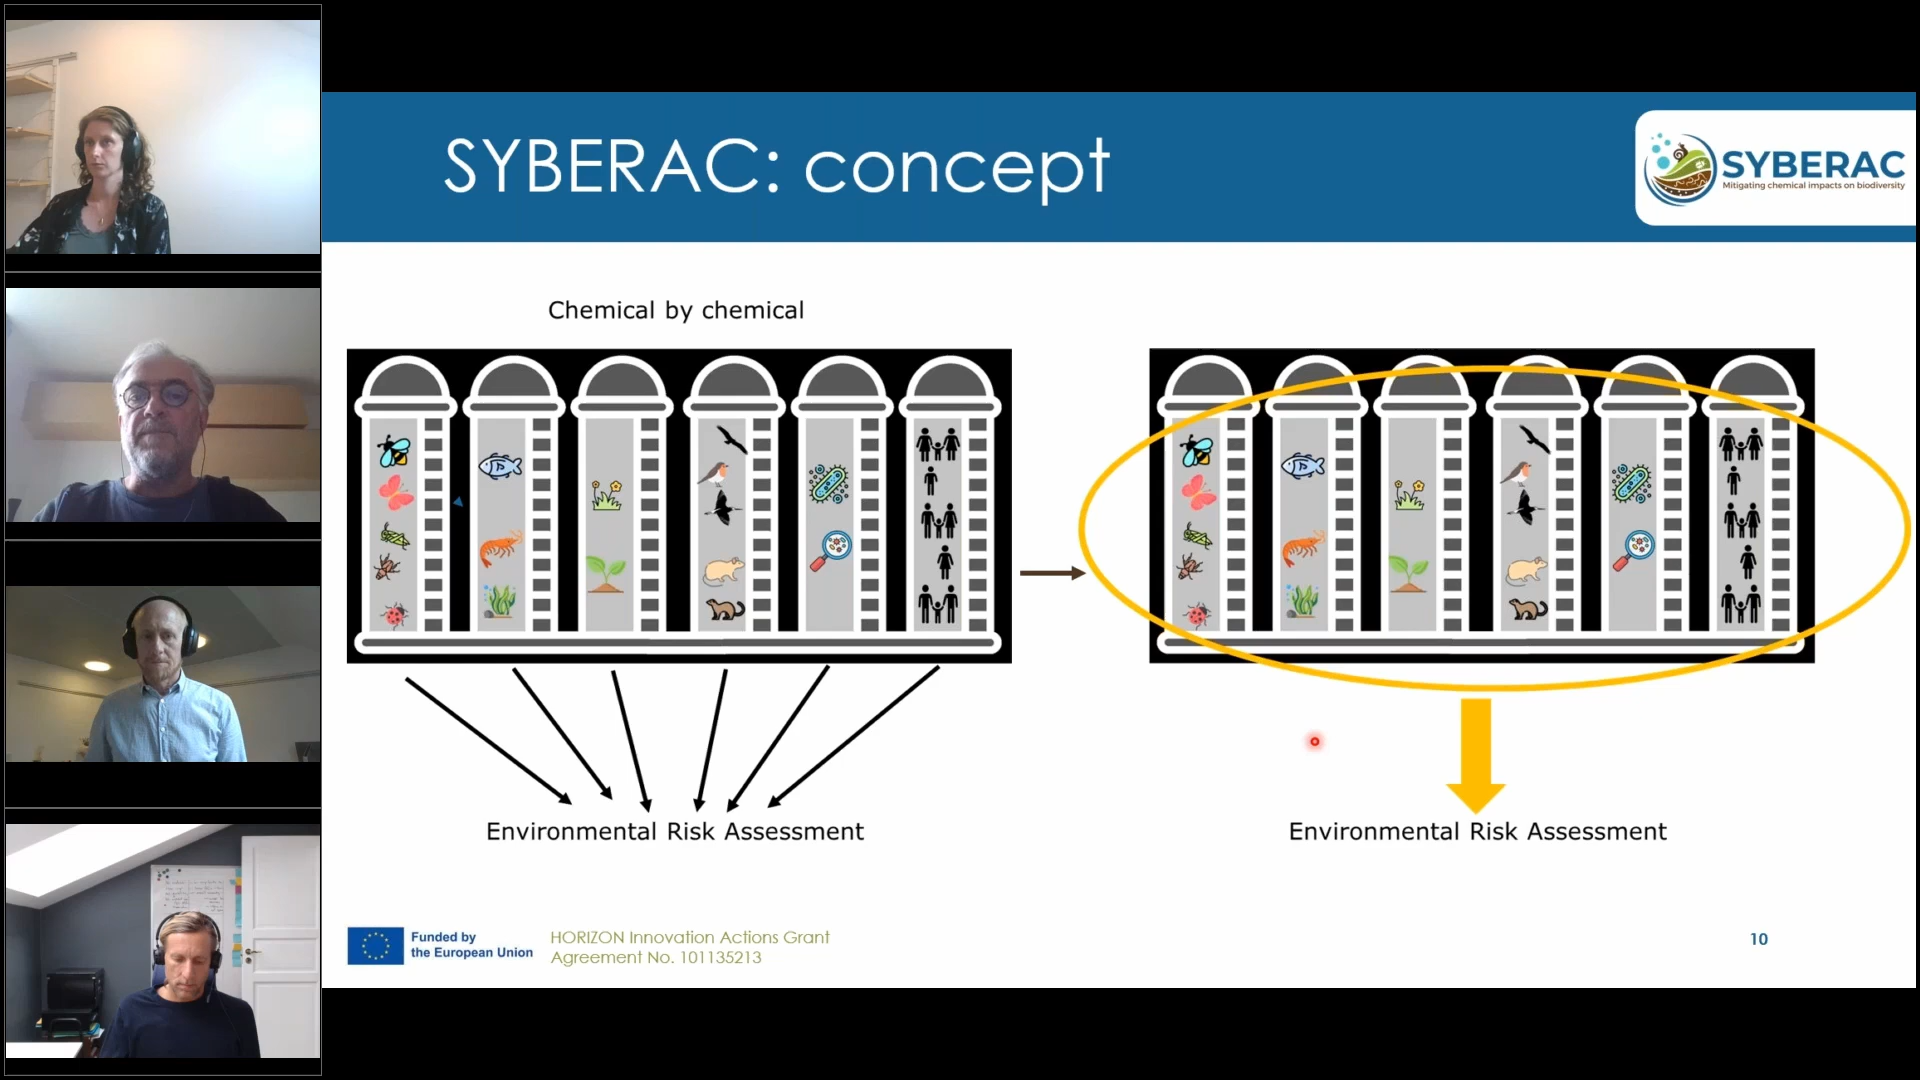 SYBERAC: concept
SYBERAC
Mitigating chemical impacts on biodiversity
Chemical by chemical
Environmental Risk Assessment
Environmental Risk Assessment
Funded by
the European Union
HORIZON Innovation Actions Grant
Agreement No. 101135213
10